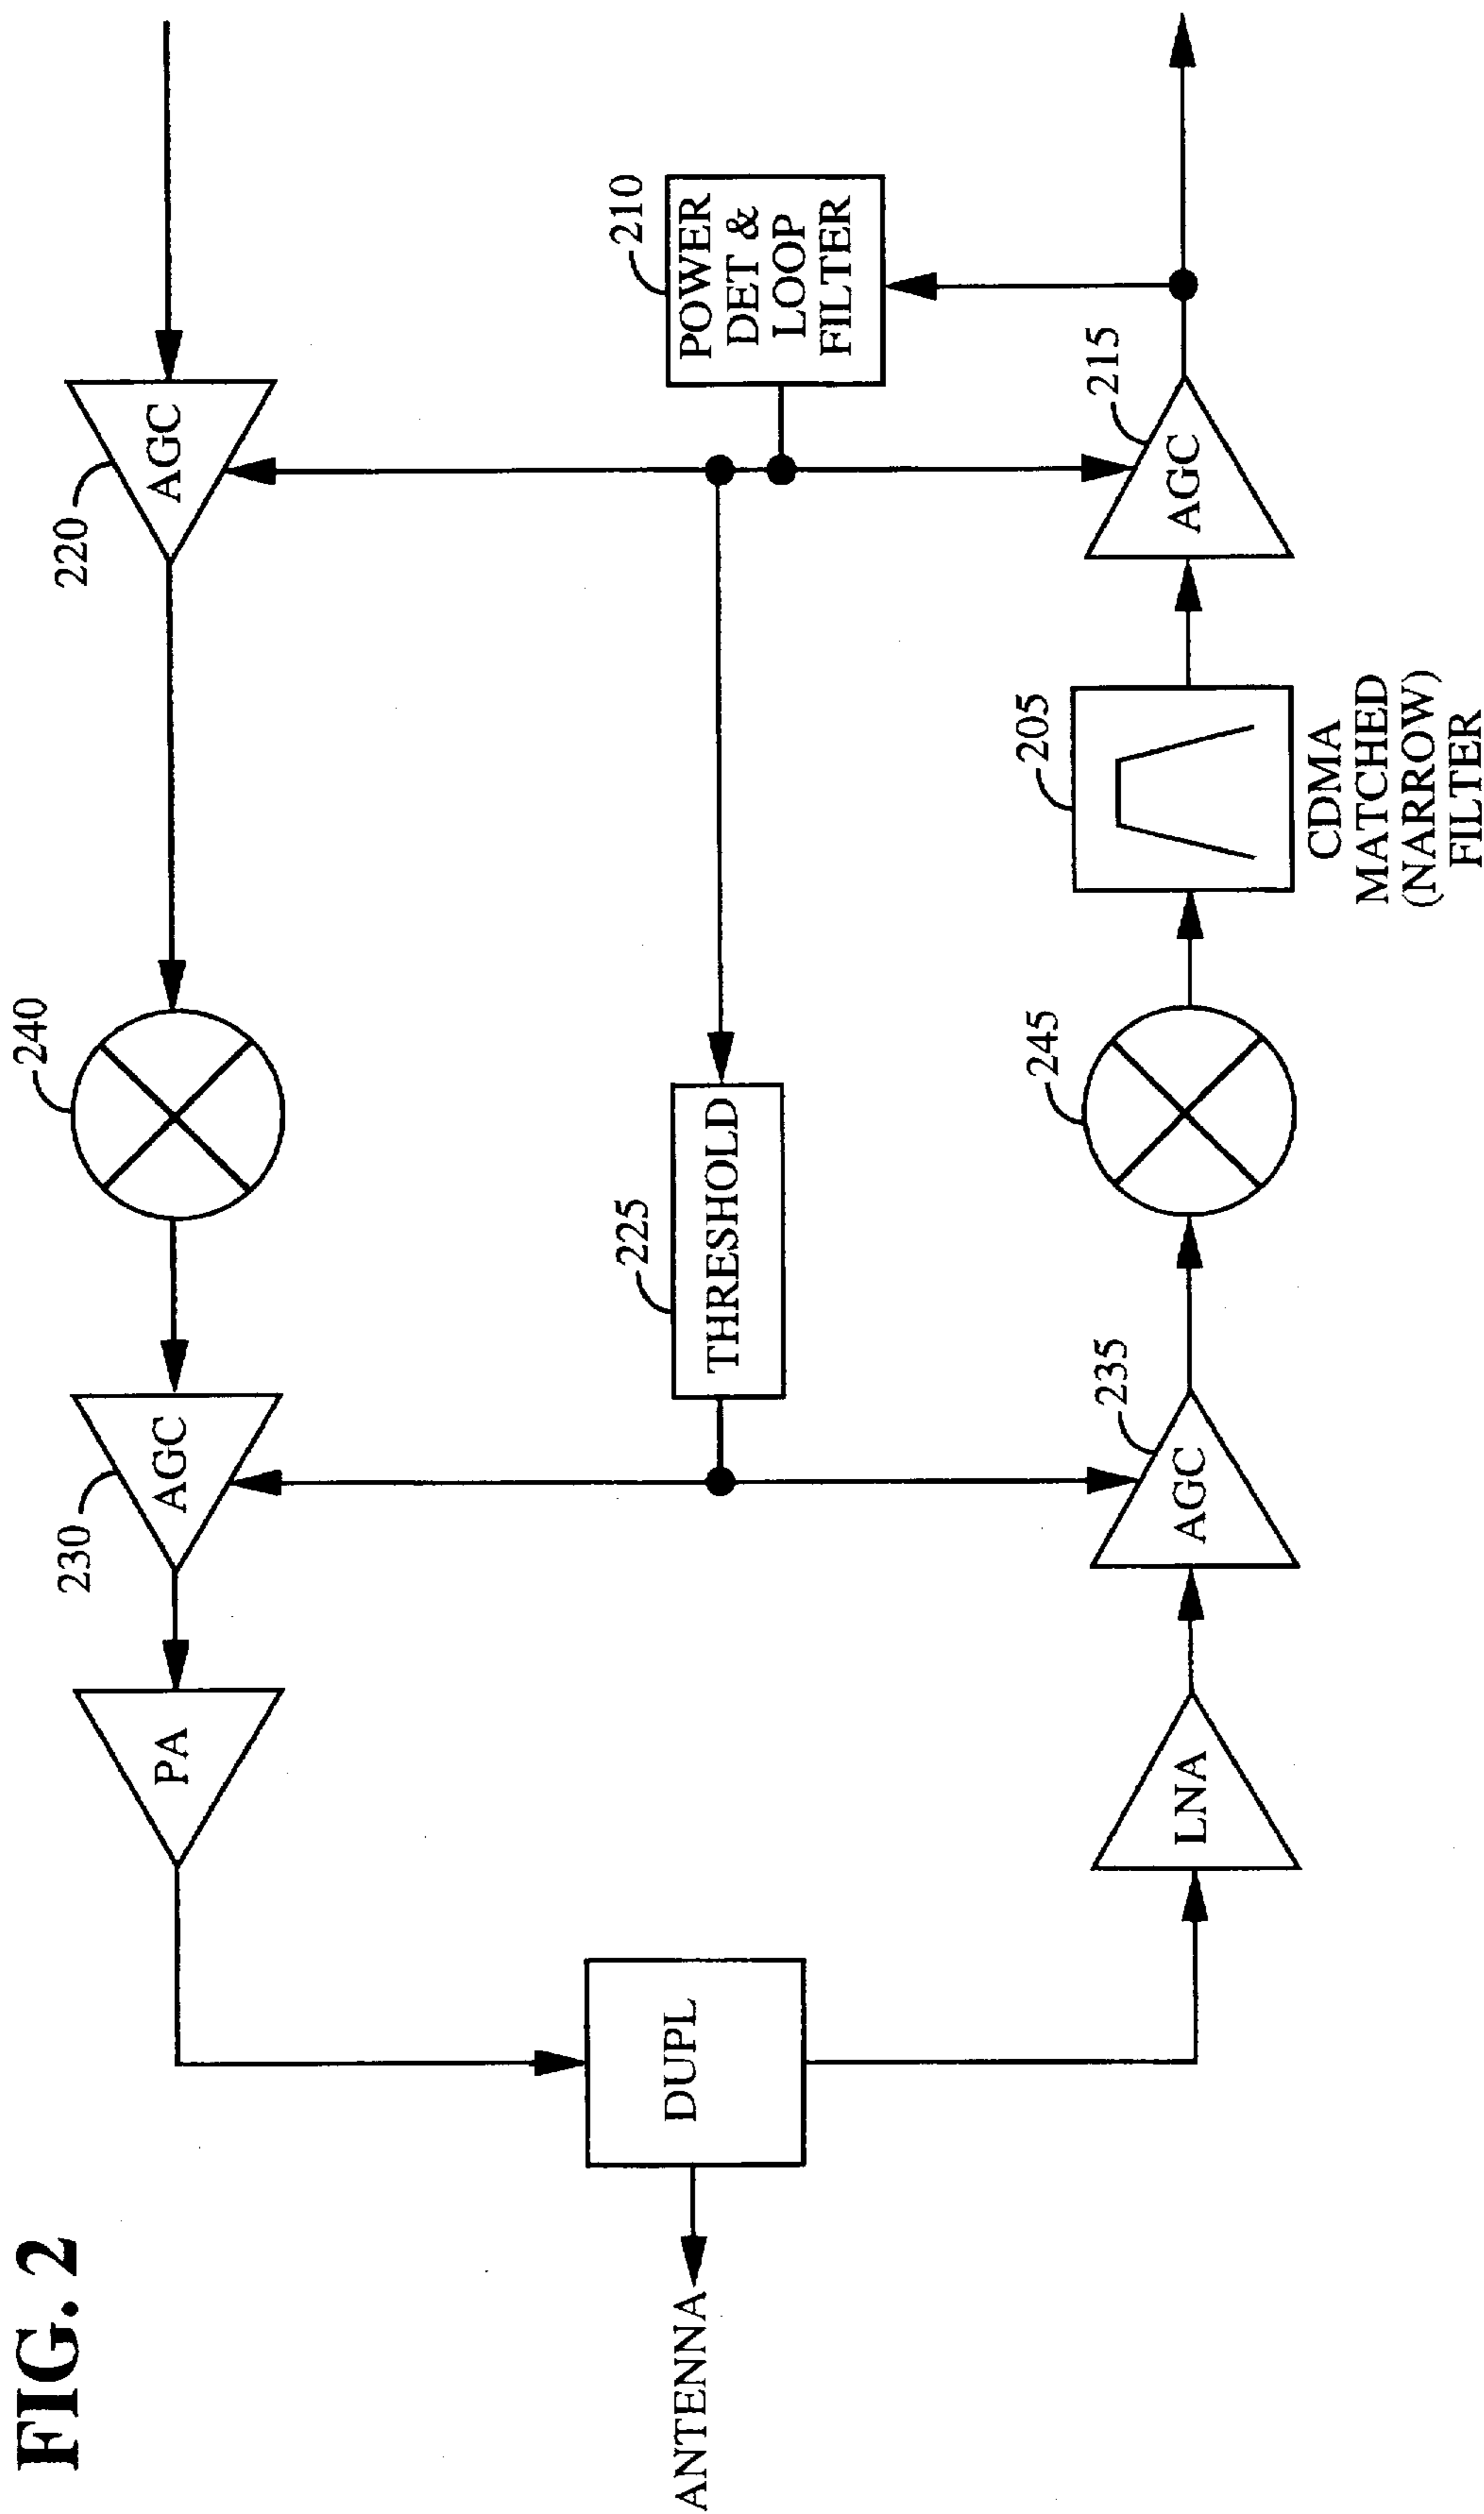 FIG. 2
ANTENNA
DUPL
PA
230
AGC
240
220
AGC
225
THRESHOLD
210
POWER
DET &
LOOP
FILTER
LNA
235
AGC
245
205
CDMA
MATCHED
(NARROW)
FILTER
215
AGC